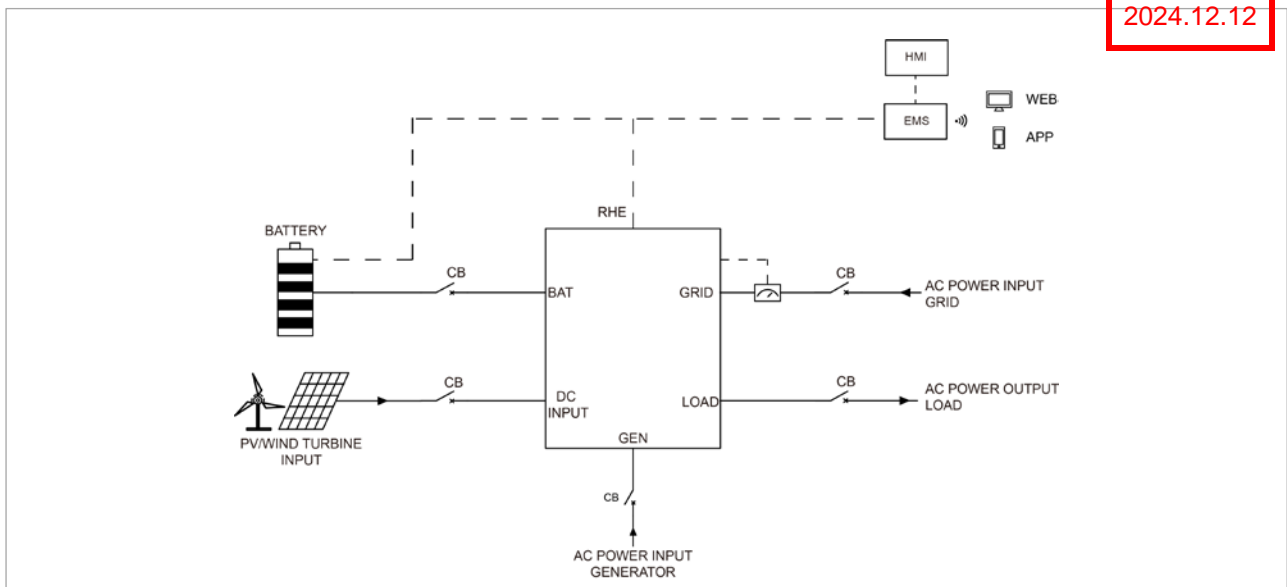 2024.12.12
HMI
EMS
WEB
APP
RHE
BATTERY
CB
BAT
GRID
CB
AC POWER INPUT
GRID
CB
DC
INPUT
LOAD
CB
AC POWER OUTPUT
LOAD
PV/WIND TURBINE
INPUT
GEN
CB
AC POWER INPUT
GENERATOR